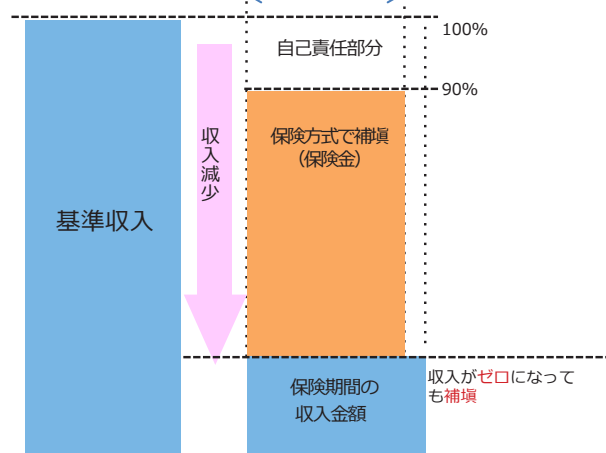 100%
自己責任部分
90%
保険方式で補塡
（保険金）
収入減少
基準収入
保険期間の
収入金額
収入がゼロになって
も補塡